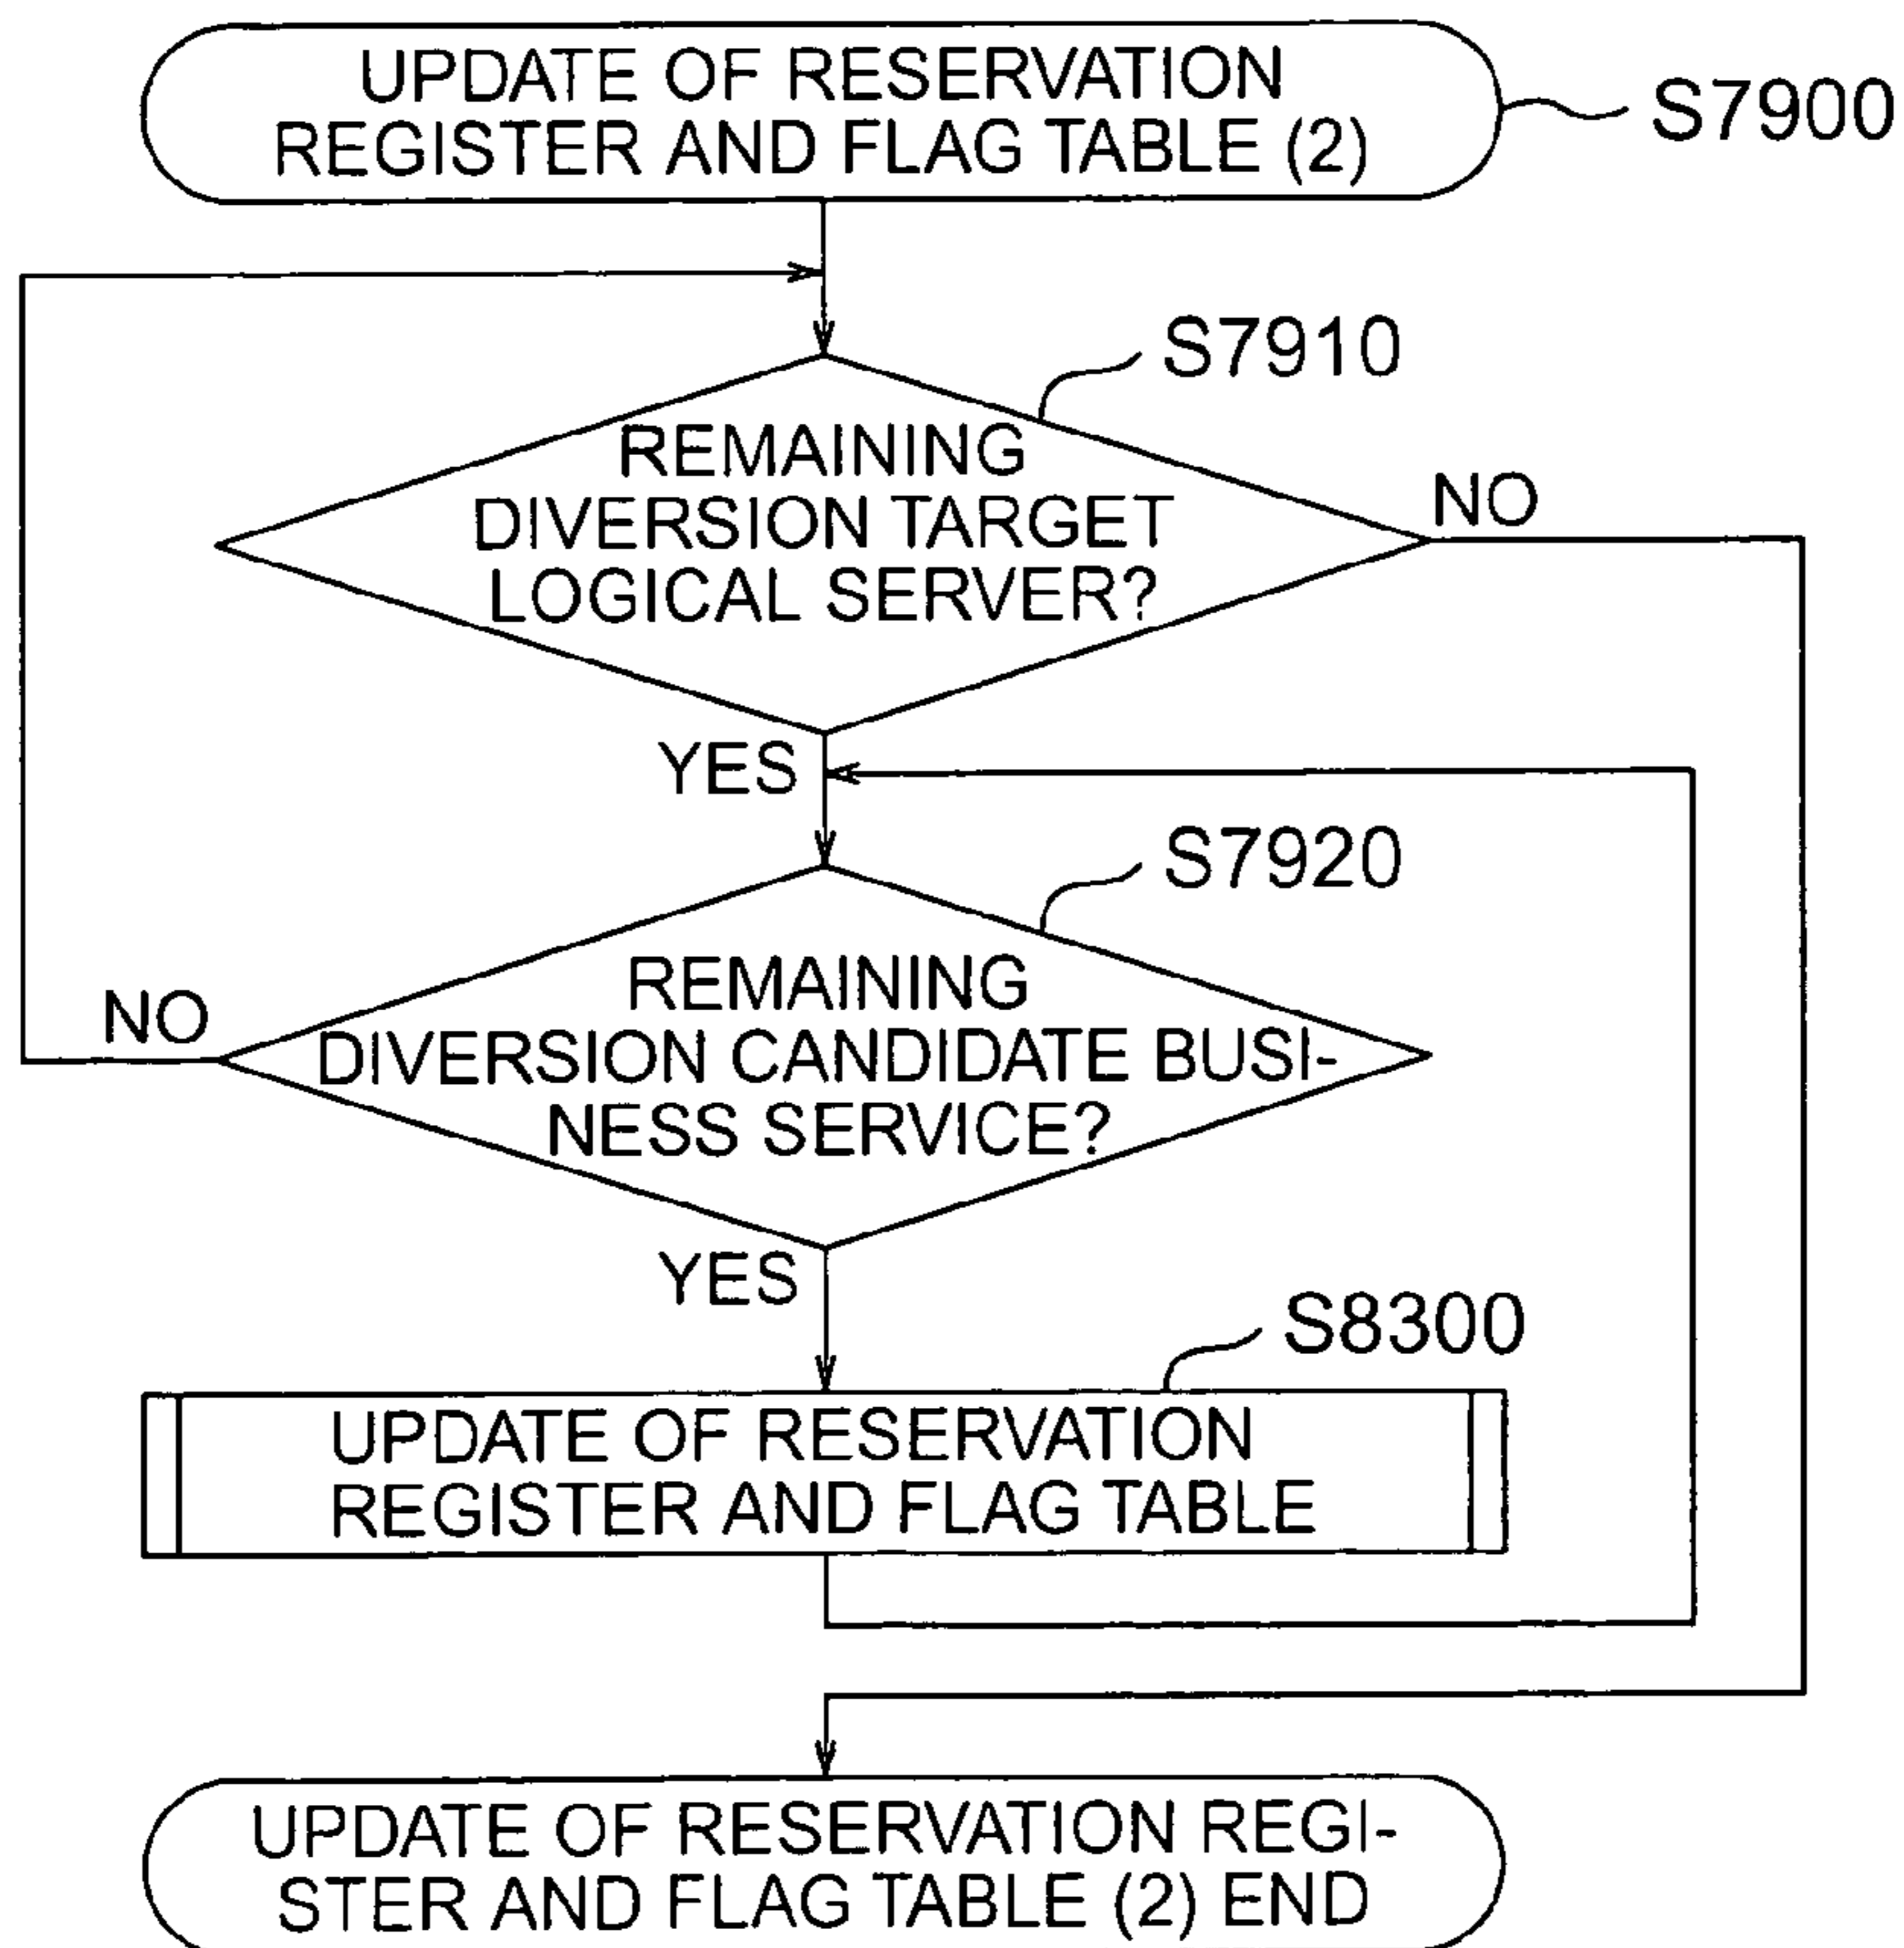 UPDATE OF RESERVATION
REGISTER AND FLAG TABLE (2)
S7900
S7910
REMAINING
DIVERSION TARGET
LOGICAL SERVER?
NO
YES
S7920
REMAINING
DIVERSION CANDIDATE BUSI-
NESS SERVICE?
NO
YES
S8300
UPDATE OF RESERVATION
REGISTER AND FLAG TABLE
UPDATE OF RESERVATION REGI-
STER AND FLAG TABLE (2) END